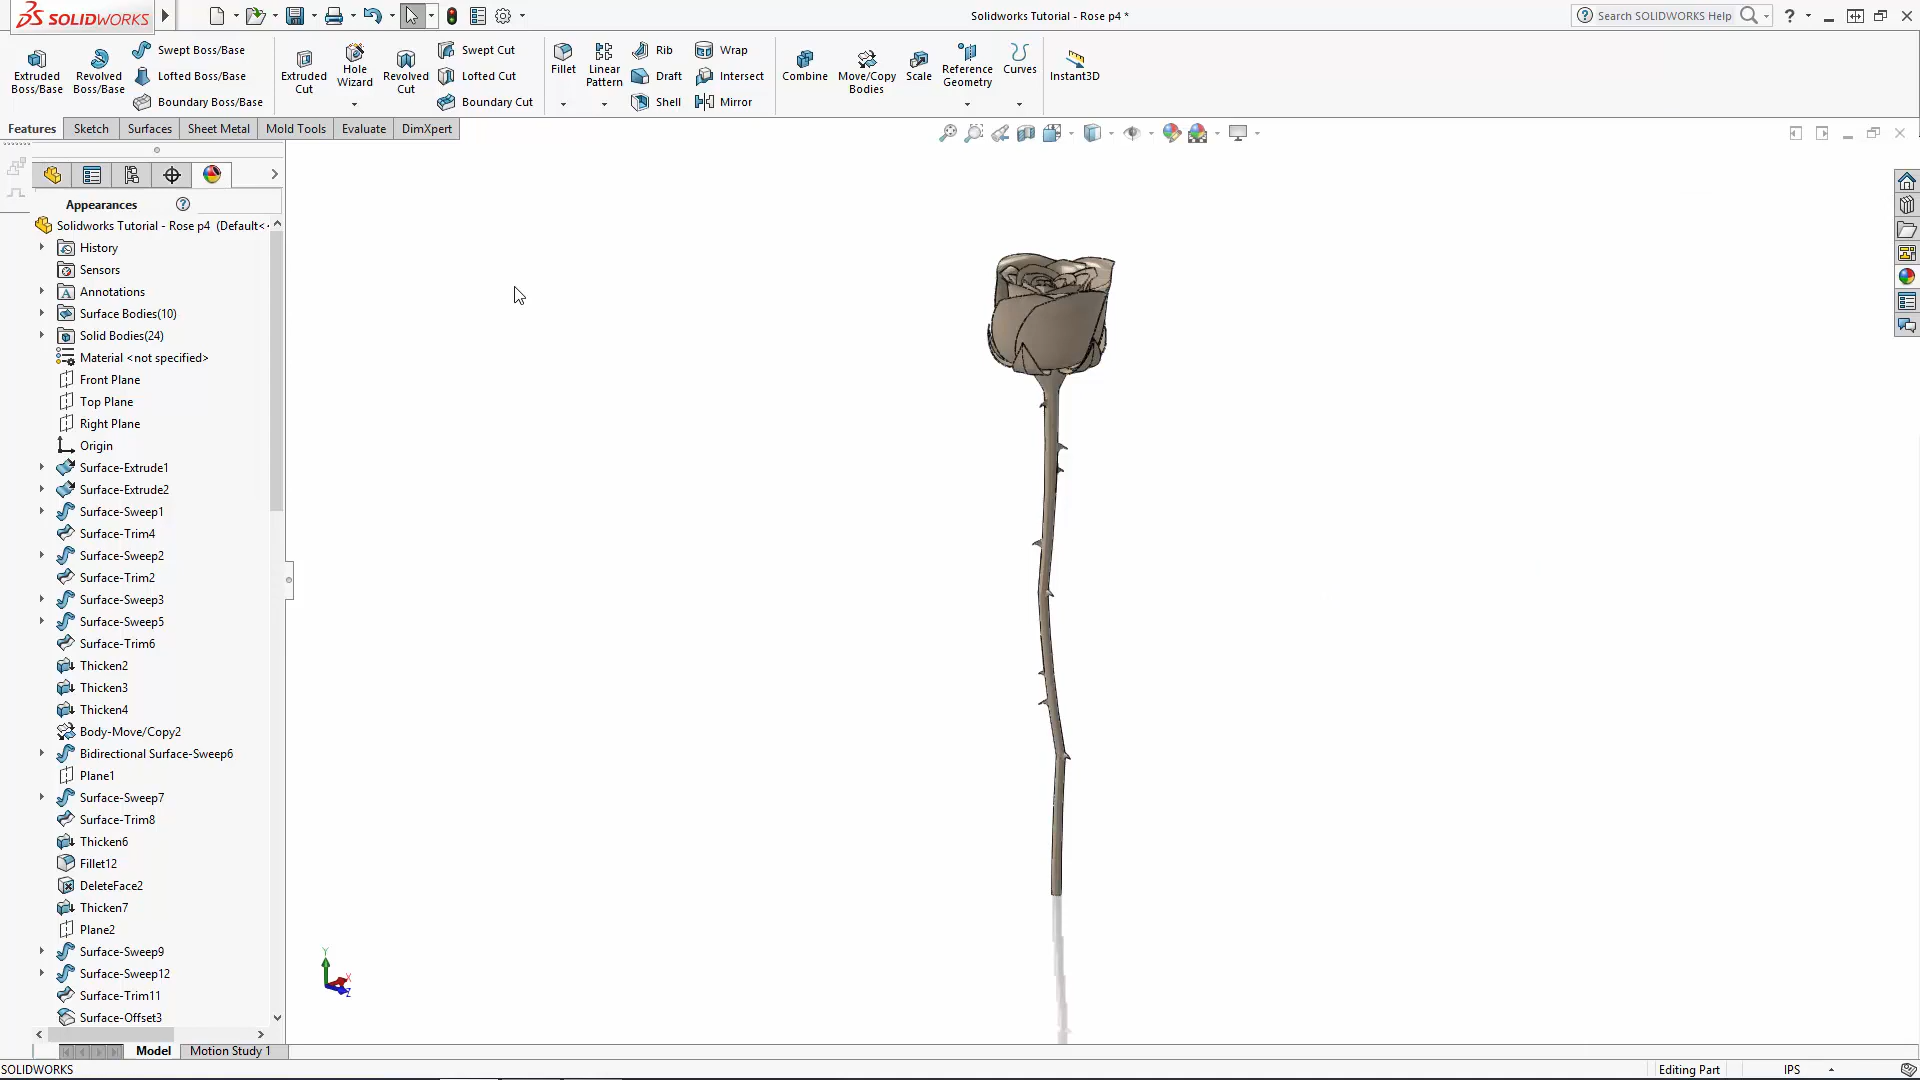 SOLIDWORKS
Solidworks Tutorial - Rose p4 *
Search SOLIDWORKS Help
Extruded Boss/Base
Revolved Boss/Base
Swept Boss/Base
Lofted Boss/Base
Boundary Boss/Base
Extruded Cut
Hole Wizard
Revolved Cut
Swept Cut
Lofted Cut
Boundary Cut
Fillet
Linear Pattern
Rib
Draft
Shell
Wrap
Intersect
Mirror
Combine
Move/Copy Bodies
Scale
Reference Geometry
Curves
Instant3D
Features
Sketch
Surfaces
Sheet Metal
Mold Tools
Evaluate
DimXpert
Appearances
Solidworks Tutorial - Rose p4 (Default<
History
Sensors
Annotations
Surface Bodies(10)
Solid Bodies(24)
Material <not specified>
Front Plane
Top Plane
Right Plane
Origin
Surface-Extrude1
Surface-Extrude2
Surface-Sweep1
Surface-Trim4
Surface-Sweep2
Surface-Trim2
Surface-Sweep3
Surface-Sweep5
Surface-Trim6
Thicken2
Thicken3
Thicken4
Body-Move/Copy2
Bidirectional Surface-Sweep6
Plane1
Surface-Sweep7
Surface-Trim8
Thicken6
Fillet12
DeleteFace2
Thicken7
Plane2
Surface-Sweep9
Surface-Sweep12
Surface-Trim11
Surface-Offset3
Y
X
Z
Model
Motion Study 1
SOLIDWORKS
Editing Part
IPS